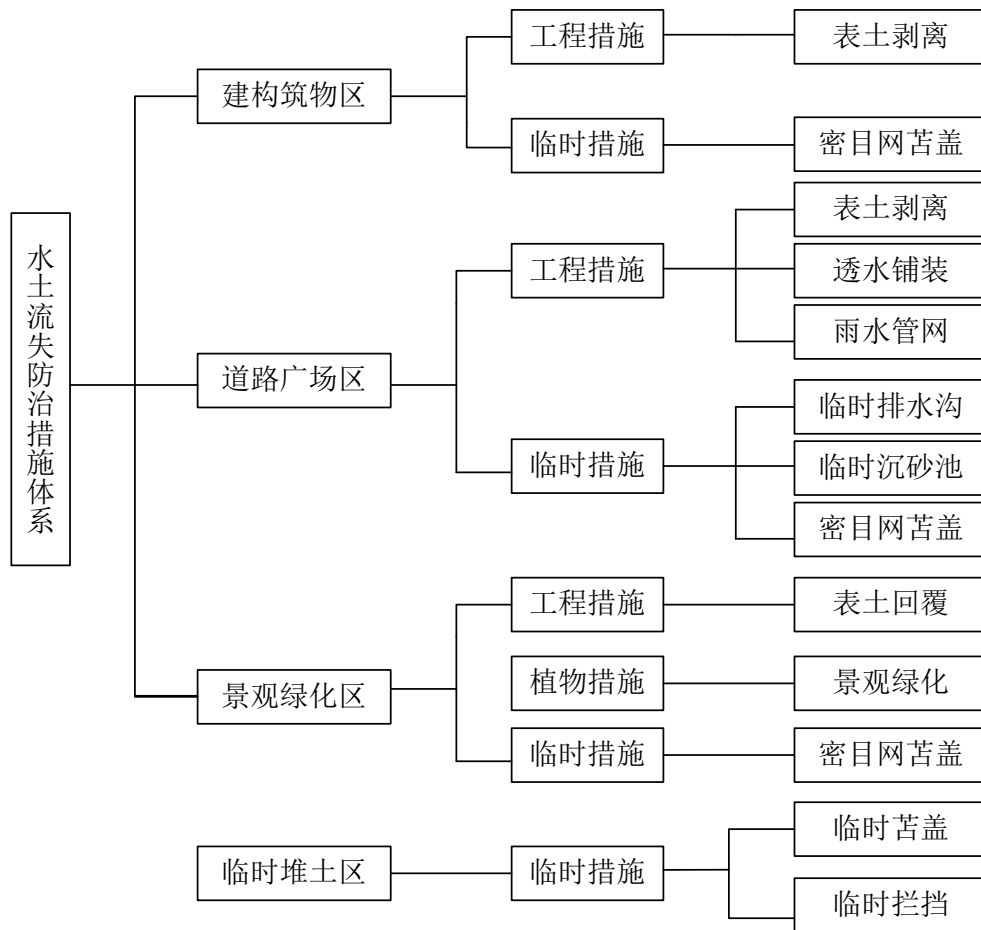 水土流失防治措施体系
建构筑物区
工程措施
表土剥离
临时措施
密目网苫盖
道路广场区
工程措施
表土剥离
透水铺装
雨水管网
临时措施
临时排水沟
临时沉砂池
密目网苫盖
景观绿化区
工程措施
表土回覆
植物措施
景观绿化
临时措施
密目网苫盖
临时堆土区
临时措施
临时苫盖
临时拦挡